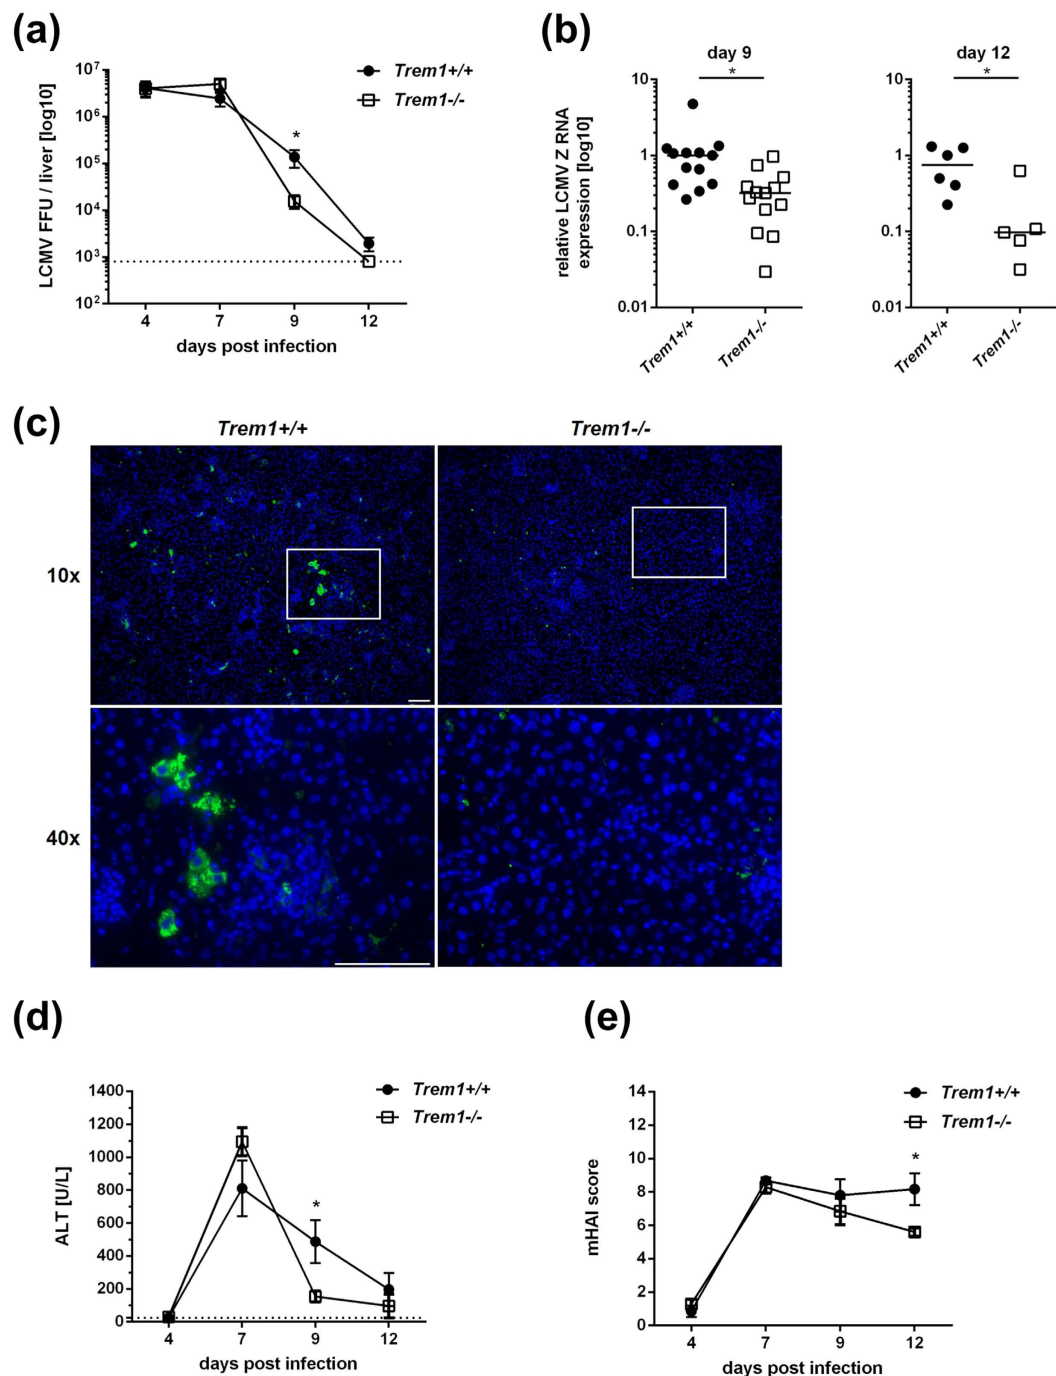 (a)
LCMV FFU / liver [log10]
10⁷
10⁶
10⁵
10⁴
10³
10²
*
4 7 9 12
days post infection
Trem1+/+
Trem1-/-
(b)
relative LCMV Z RNA
expression [log10]
day 9
10
1
0.1
0.01
*
Trem1+/+ Trem1-/-
day 12
10
1
0.1
0.01
*
Trem1+/+ Trem1-/-
(c)
Trem1+/+ Trem1-/-
10x
40x
(d)
ALT [U/L]
1400
1200
1000
800
600
400
200
0
*
4 7 9 12
days post infection
Trem1+/+
Trem1-/-
(e)
mHAI score
14
12
10
8
6
4
2
0
*
4 7 9 12
days post infection
Trem1+/+
Trem1-/-